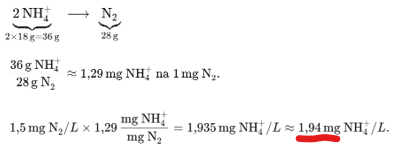 2 NH₄⁺ ⟶ N₂
2×18 g=36 g 28 g
36 g NH₄⁺ / 28 g N₂ ≈ 1,29 mg NH₄⁺ na 1 mg N₂.
1,5 mg N₂/L × 1,29 mg NH₄⁺ / mg N₂ = 1,935 mg NH₄⁺/L ≈ 1,94 mg NH₄⁺/L.